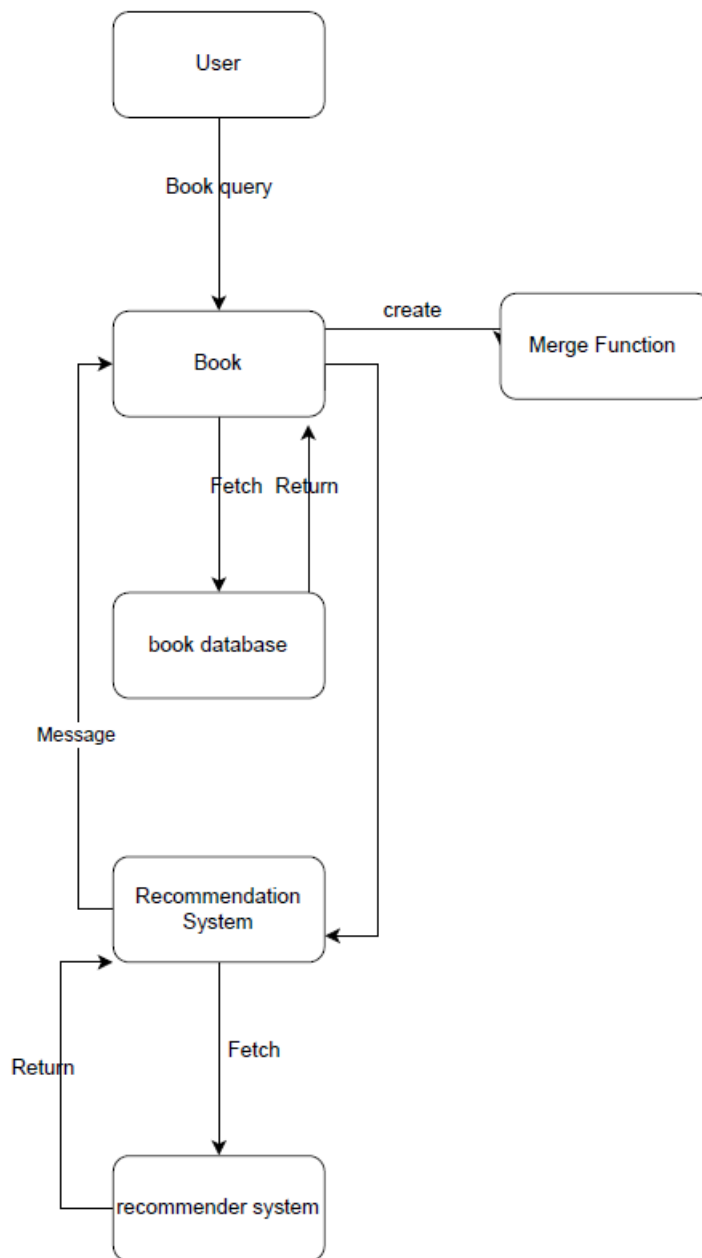 User
Book query
create
Merge Function
Book
Fetch
Return
book database
Message
Recommendation
System
Fetch
Return
recommender system